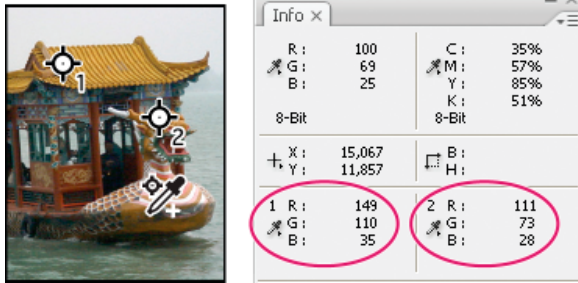 1
2
Info ×
R: 100
G: 69
B: 25
8-Bit
C: 35%
M: 57%
Y: 85%
K: 51%
8-Bit
X: 15,067
Y: 11,857
B:
H:
1 R: 149
G: 110
B: 35
2 R: 111
G: 73
B: 28